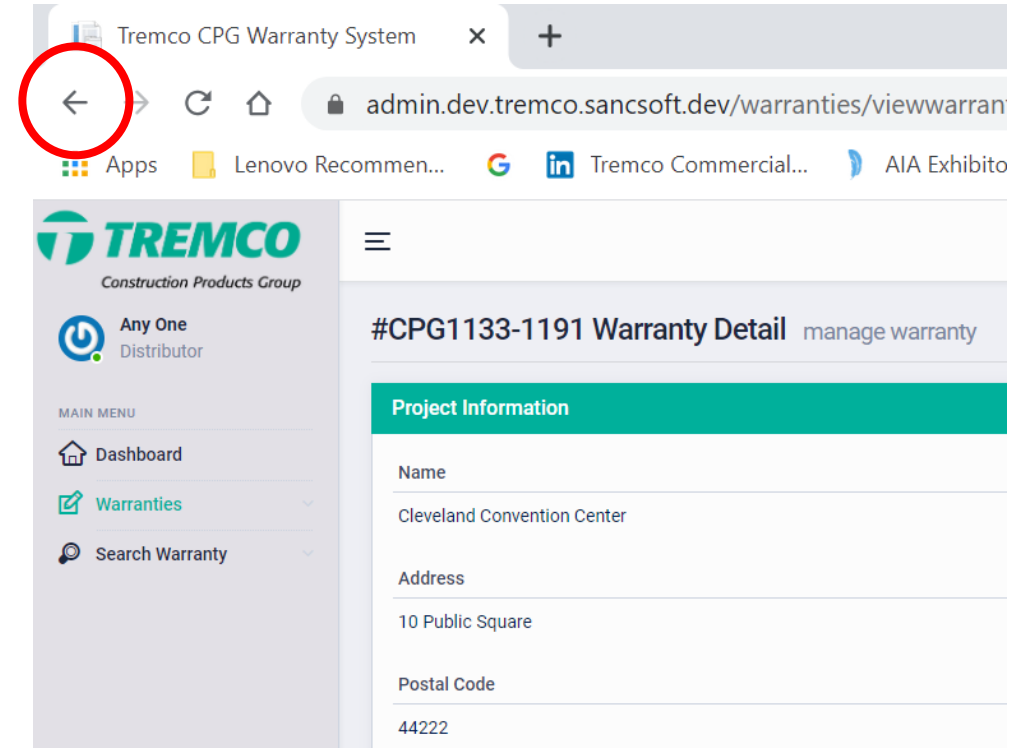 Tremco CPG Warranty System
admin.dev.tremco.sancsoft.dev/warranties/viewwarran
Apps Lenovo Recommen... G in Tremco Commercial... AIA Exhibito
TREMCO
Construction Products Group
Any One
Distributor
MAIN MENU
Dashboard
Warranties
Search Warranty
#CPG1133-1191 Warranty Detail manage warranty
Project Information
Name
Cleveland Convention Center
Address
10 Public Square
Postal Code
44222